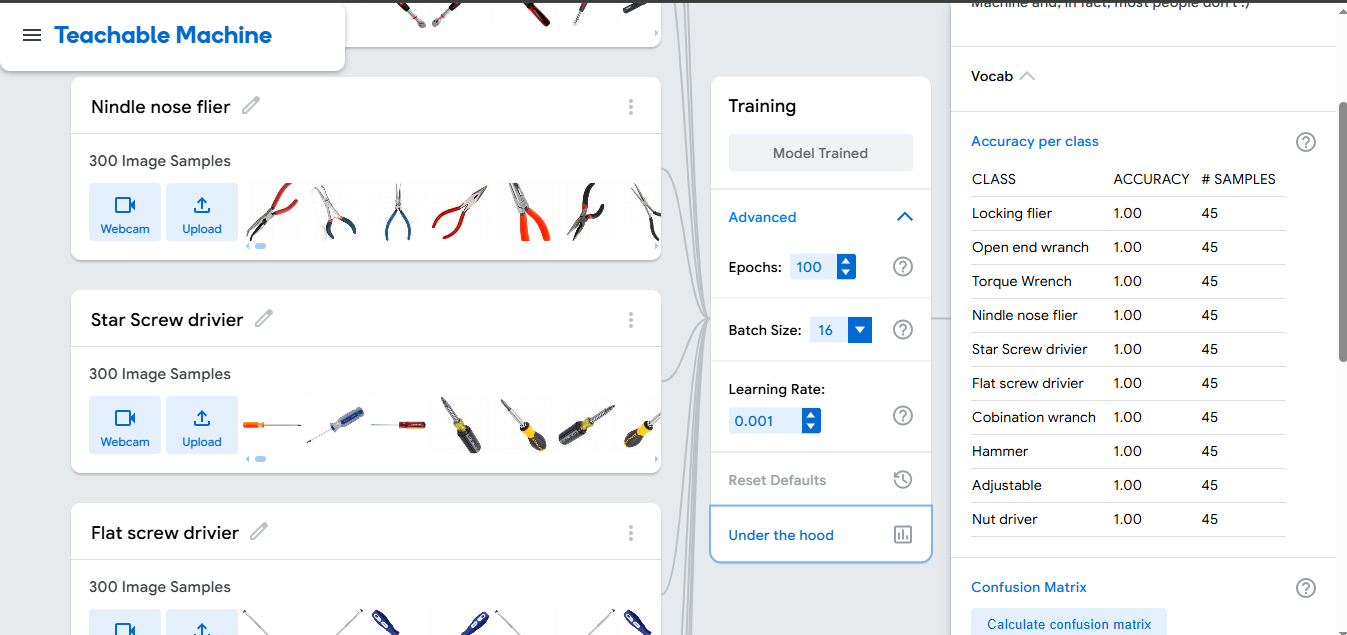 Machine and, in fact, most people don't :)
Teachable Machine
Nindle nose flier
300 Image Samples
Webcam
Upload
Star Screw drivier
300 Image Samples
Webcam
Upload
Flat screw drivier
300 Image Samples
Training
Model Trained
Advanced
Epochs: 100
Batch Size: 16
Learning Rate:
0.001
Reset Defaults
Under the hood
Vocab
Accuracy per class
CLASS ACCURACY # SAMPLES
Locking flier 1.00 45
Open end wranch 1.00 45
Torque Wrench 1.00 45
Nindle nose flier 1.00 45
Star Screw drivier 1.00 45
Flat screw drivier 1.00 45
Cobination wranch 1.00 45
Hammer 1.00 45
Adjustable 1.00 45
Nut driver 1.00 45
Confusion Matrix
Calculate confusion matrix